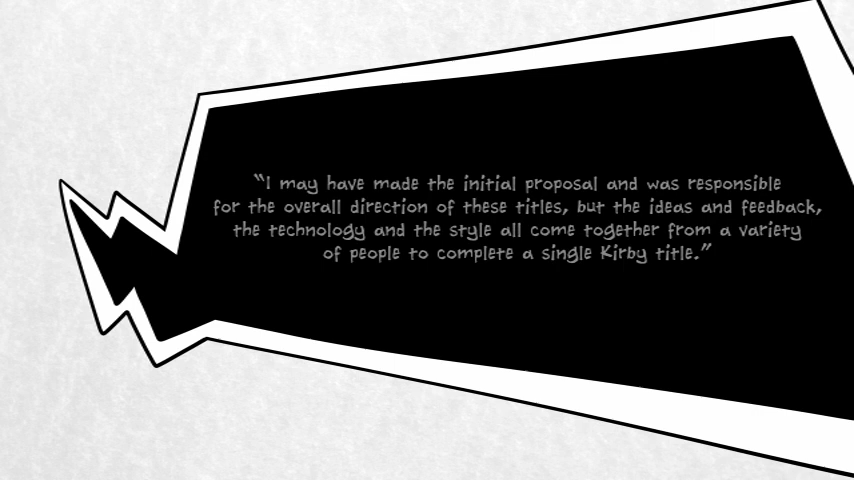 “I may have made the initial proposal and was responsible
for the overall direction of these titles, but the ideas and feedback,
the technology and the style all come together from a variety
of people to complete a single Kirby title.”